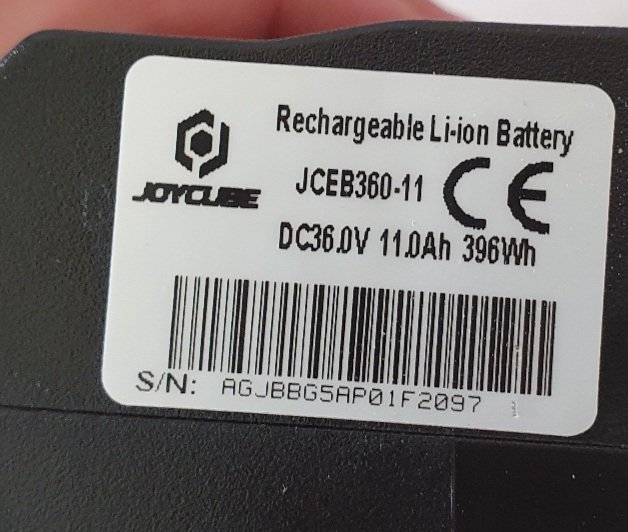 Rechargeable Li-ion Battery
JOYCUBE
JCEB360-11 CE
DC36.0V 11.0Ah 396Wh
S/N: AGJBBG5AP01F2097